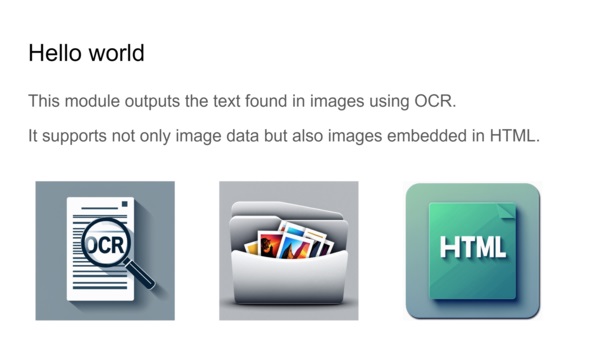 Hello world
This module outputs the text found in images using OCR.
It supports not only image data but also images embedded in HTML.
OCR
HTML